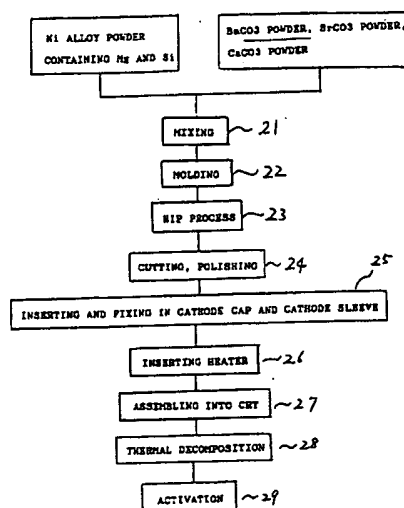 Ni ALLOY POWDER
CONTAINING Mg AND Si
BaCO3 POWDER, SrCO3 POWDER,
CaCO3 POWDER
MIXING 21
MOLDING 22
HIP PROCESS 23
CUTTING, POLISHING 24
25
INSERTING AND FIXING IN CATHODE CAP AND CATHODE SLEEVE
INSERTING HEATER 26
ASSEMBLING INTO CRT 27
THERMAL DECOMPOSITION 28
ACTIVATION 29